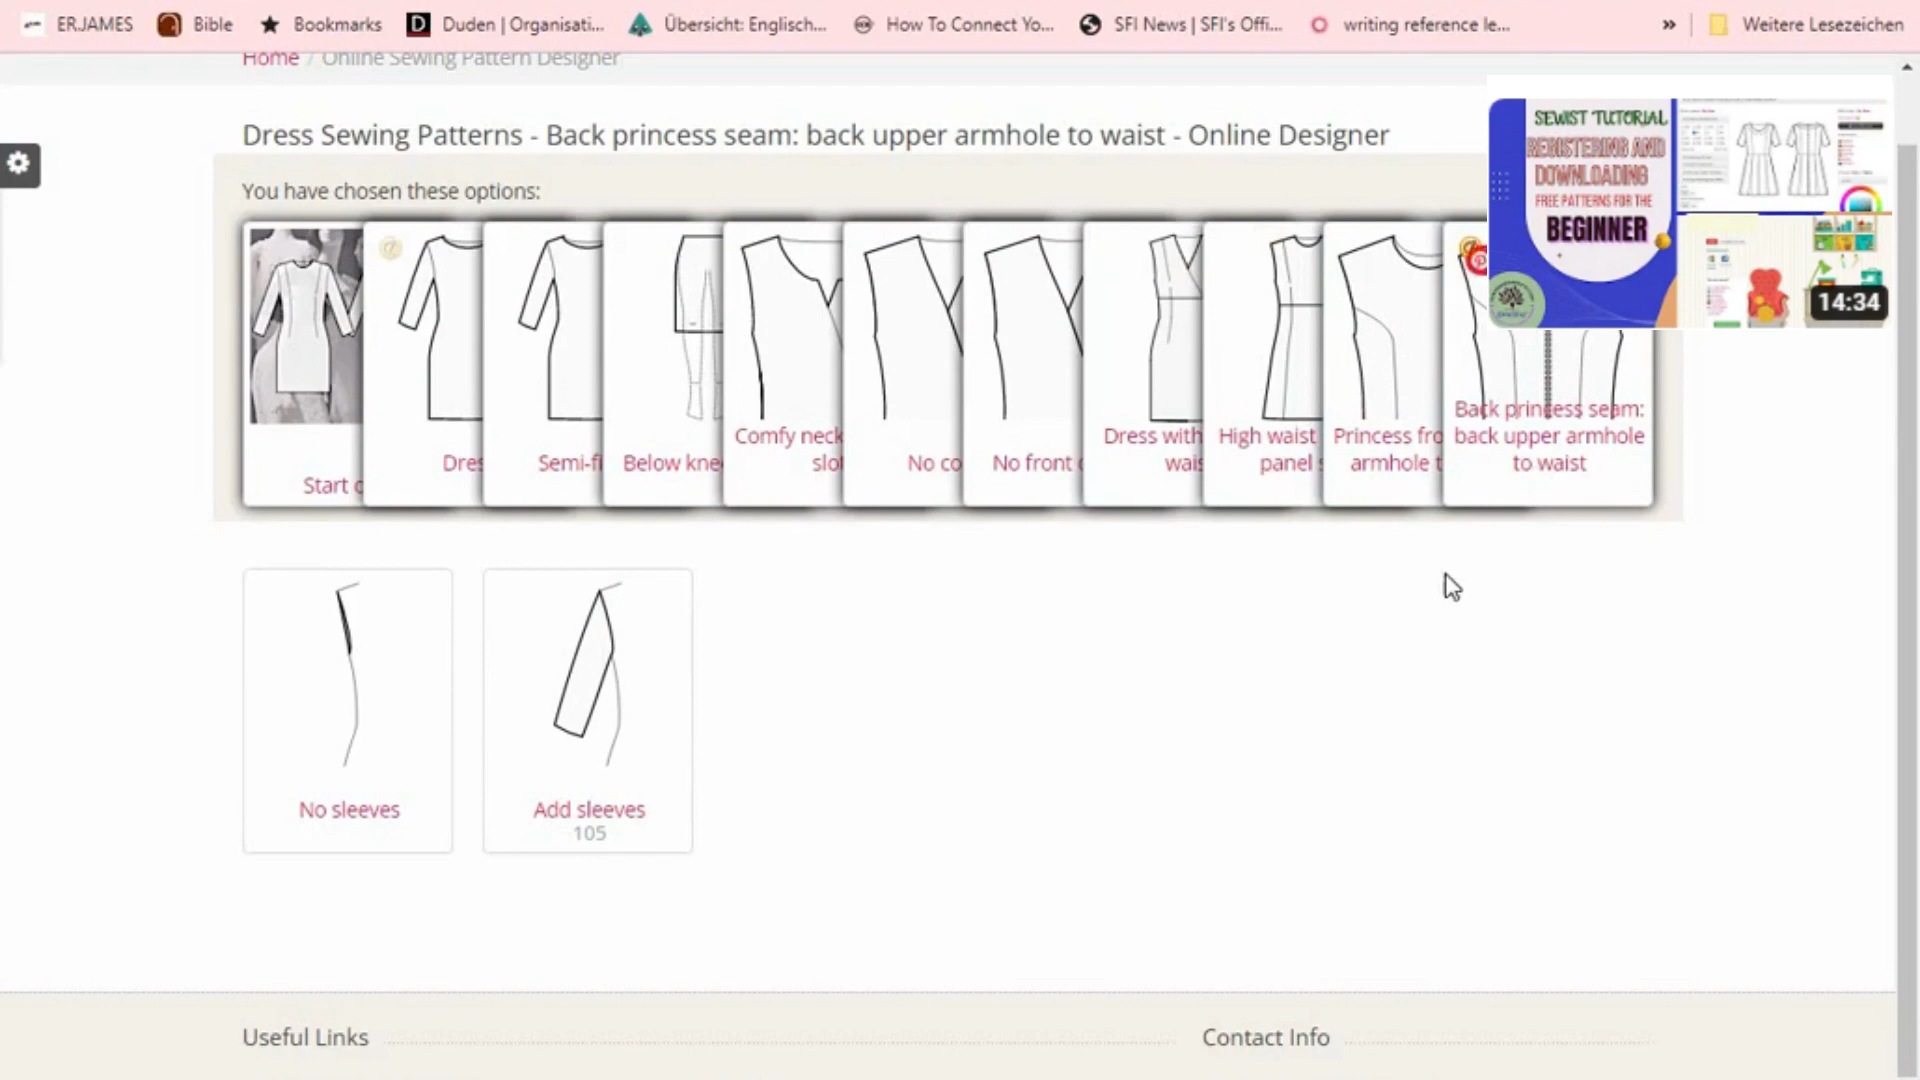 ER.JAMES Bible Bookmarks Duden | Organisati... Übersicht: Englisch... How To Connect Yo... SFI News | SFI's Offi... writing reference le... » Weitere Lesezeichen
Home / Online Sewing Pattern Designer
Dress Sewing Patterns - Back princess seam: back upper armhole to waist - Online Designer
You have chosen these options:
SEWIST TUTORIAL
REGISTERING AND
DOWNLOADING
FREE PATTERNS FOR THE
BEGINNER
14:34
Start
Dres
Semi-fi
Below kne
Comfy neck
slo
No co
No front
Dress with
wais
High waist
panel
Princess fro
armhole t
Back princess seam:
back upper armhole
to waist
No sleeves
Add sleeves
105
Useful Links
Contact Info